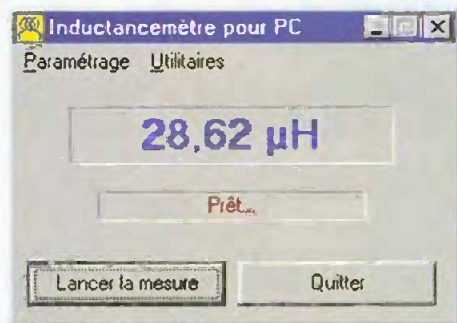 Inductancemètre pour PC
Paramétrage Utilitaires
28,62 µH
Prêt...
Lancer la mesure Quitter